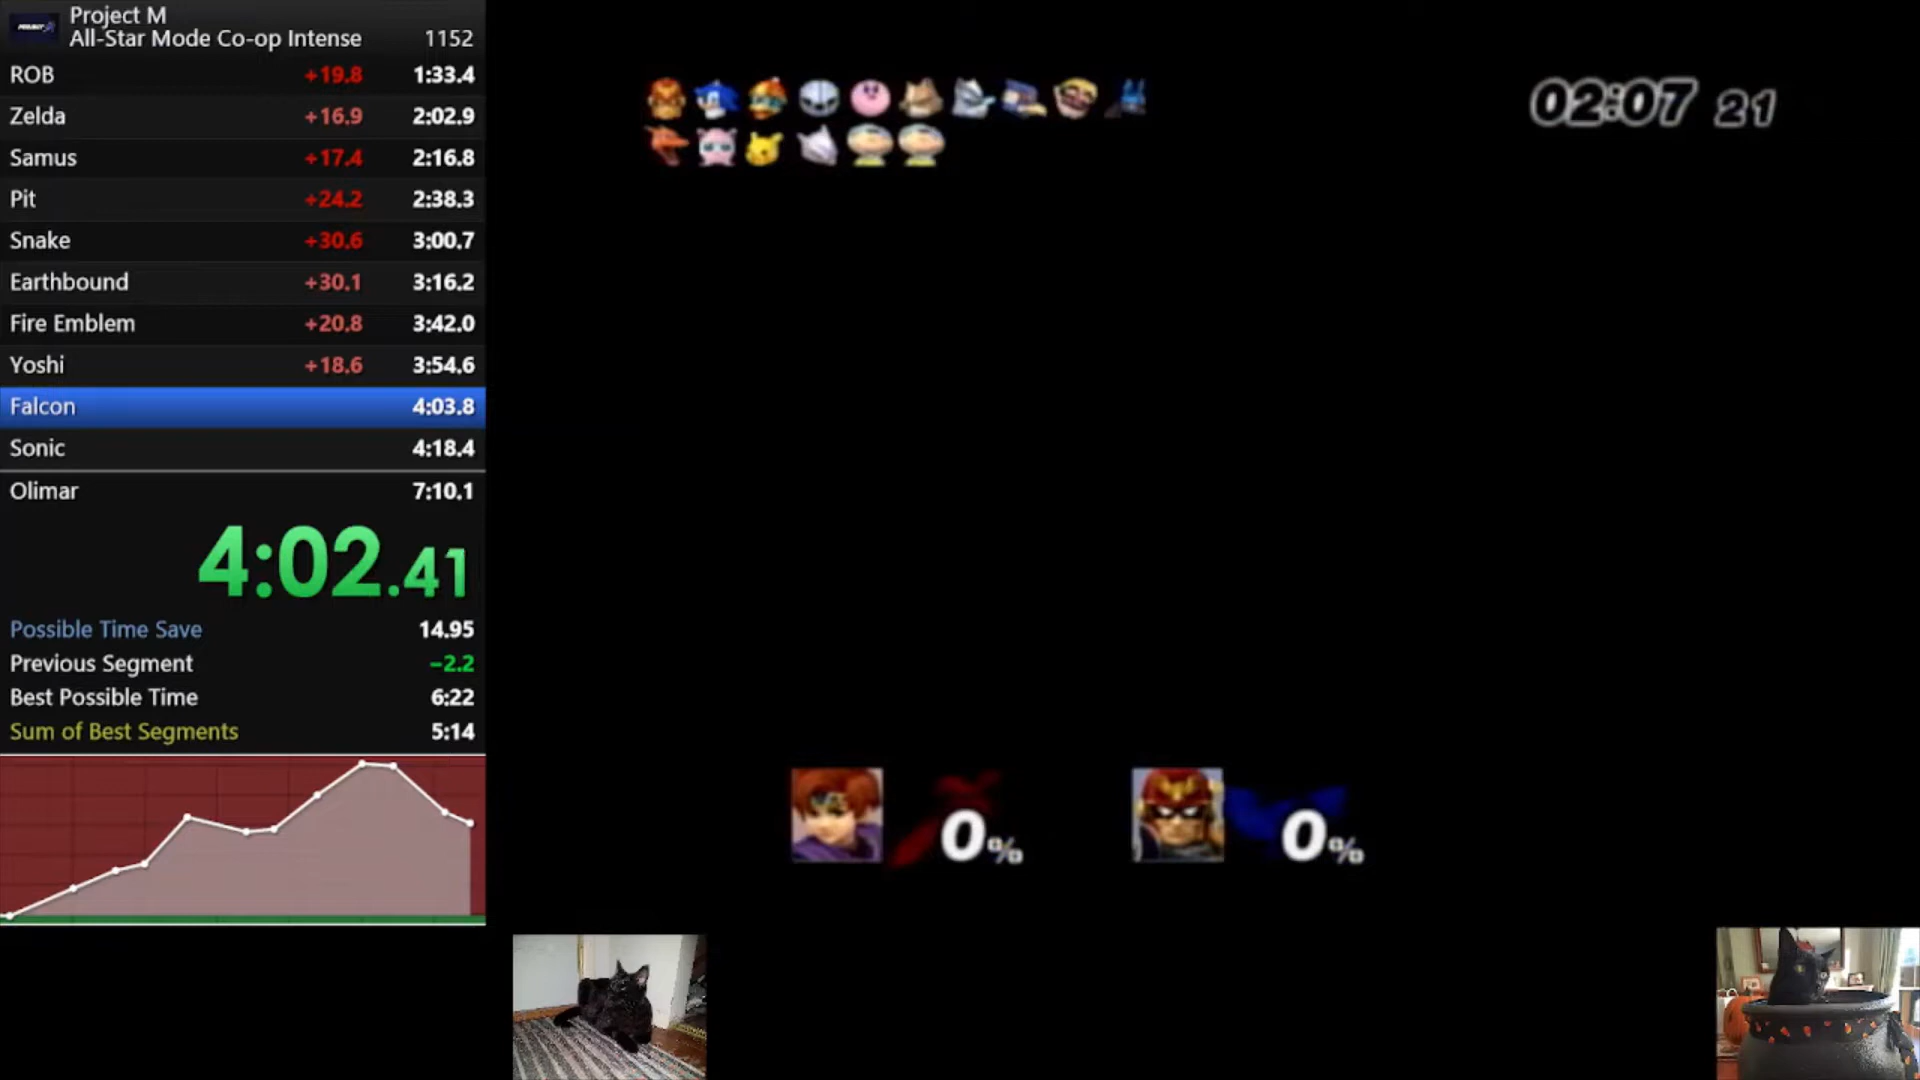 Project M
All-Star Mode Co-op Intense 1152
ROB +19.8 1:33.4
Zelda +16.9 2:02.9
Samus +17.4 2:16.8
Pit +24.2 2:38.3
Snake +30.6 3:00.7
Earthbound +30.1 3:16.2
Fire Emblem +20.8 3:42.0
Yoshi +18.6 3:54.6
Falcon 4:03.8
Sonic 4:18.4
Olimar 7:10.1
4:02.41
Possible Time Save 14.95
Previous Segment -2.2
Best Possible Time 6:22
Sum of Best Segments 5:14
02:07 21
0% 0%